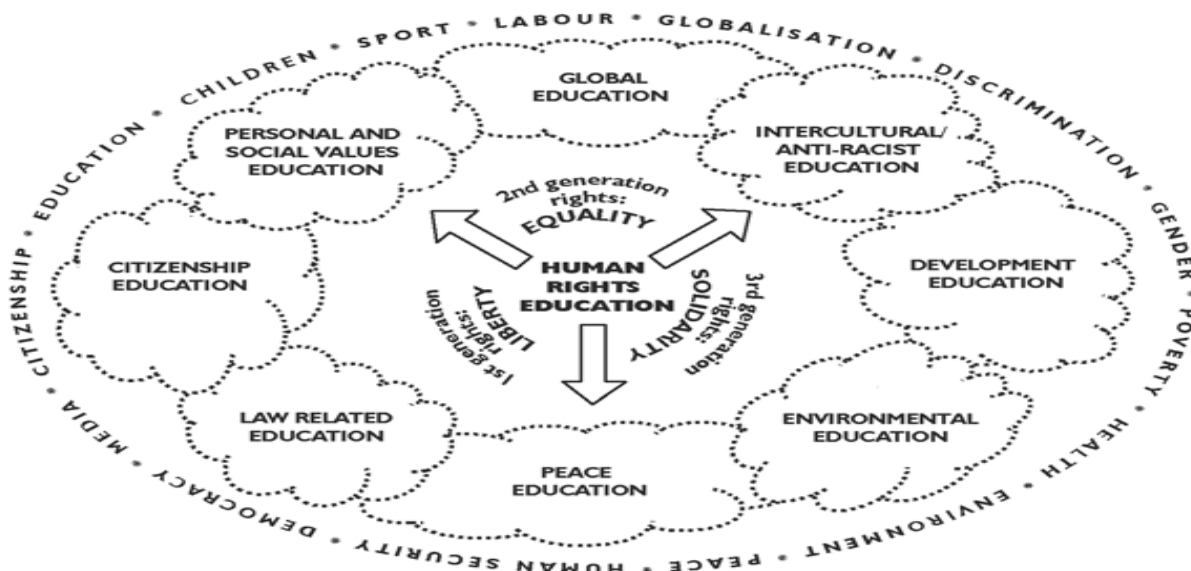 CITIZENSHIP * EDUCATION * CHILDREN * SPORT * LABOUR * GLOBALISATION * DISCRIMINATION * GENDER * POVERTY * HEALTH * ENVIRONMENT * PEACE * HUMAN SECURITY * DEMOCRACY * MEDIA *
GLOBAL
EDUCATION
PERSONAL AND
SOCIAL VALUES
EDUCATION
INTERCULTURAL/
ANTI-RACIST
EDUCATION
2nd generation
rights:
EQUALITY
CITIZENSHIP
EDUCATION
HUMAN
RIGHTS
EDUCATION
DEVELOPMENT
EDUCATION
1st generation
rights:
LIBERTY
3rd generation
rights:
SOLIDARITY
LAW RELATED
EDUCATION
ENVIRONMENTAL
EDUCATION
PEACE
EDUCATION